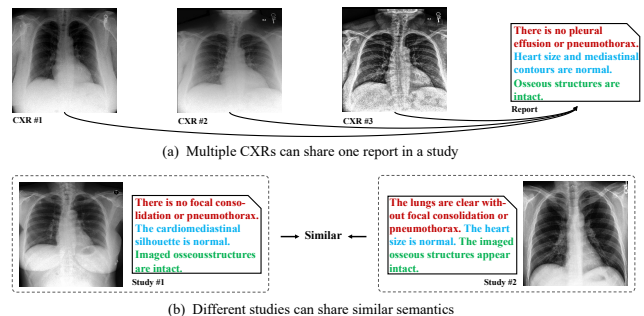 (a)
There is no pleural
effusion or pneumothorax.
Heart size and mediastinal
contours are normal.
Osseous structures are
intact.
CXR #1
CXR #2
CXR #3
Report
(a) Multiple CXRs can share one report in a study
(b)
There is no focal conso-
lidation or pneumothorax.
The cardiomediastinal
silhouette is normal.
Imaged osseousstructures
are intact.
Study #1
Similar
The lungs are clear with-
out focal consolidation or
pneumothorax. The heart
size is normal. The imaged
osseous structures appear
intact.
Study #2
(b) Different studies can share similar semantics